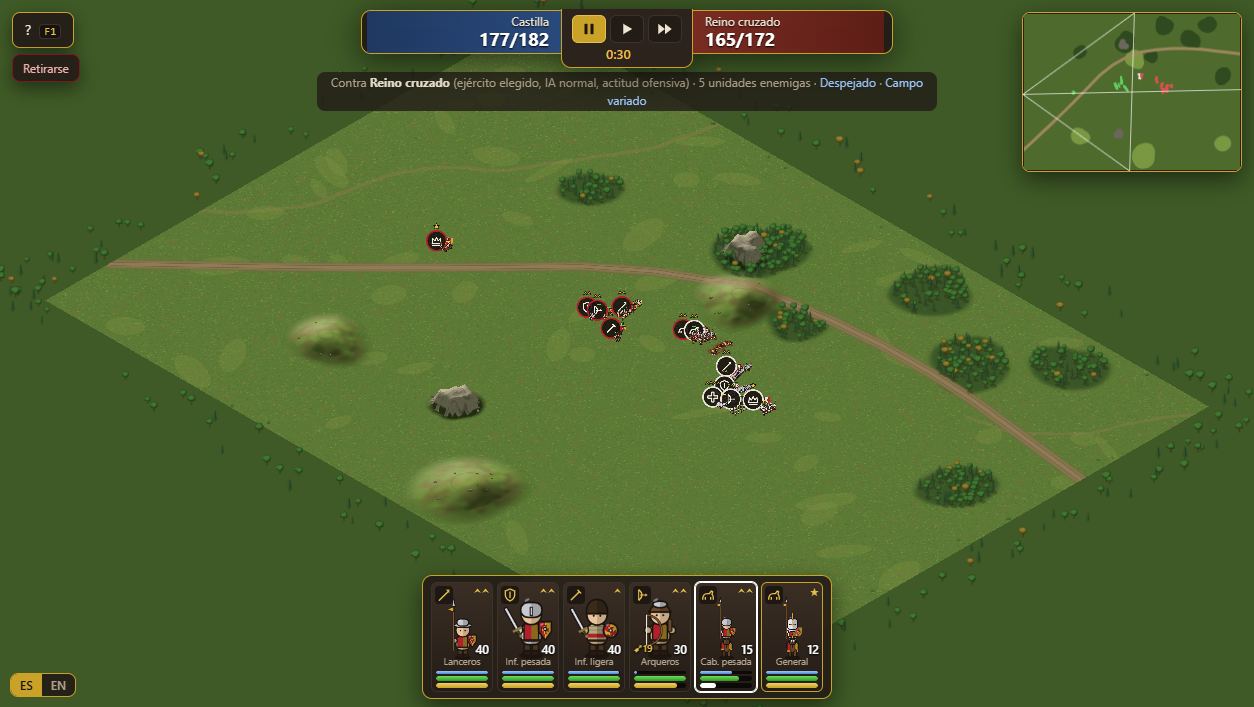 ? F1
Retirarse
Castilla
177/182
0:30
Reino cruzado
165/172
Contra Reino cruzado (ejército elegido, IA normal, actitud ofensiva) · 5 unidades enemigas · Despejado · Campo
variado
40
Lanceros
40
Inf. pesada
40
Inf. ligera
19
30
Arqueros
15
Cab. pesada
12
General
ES EN